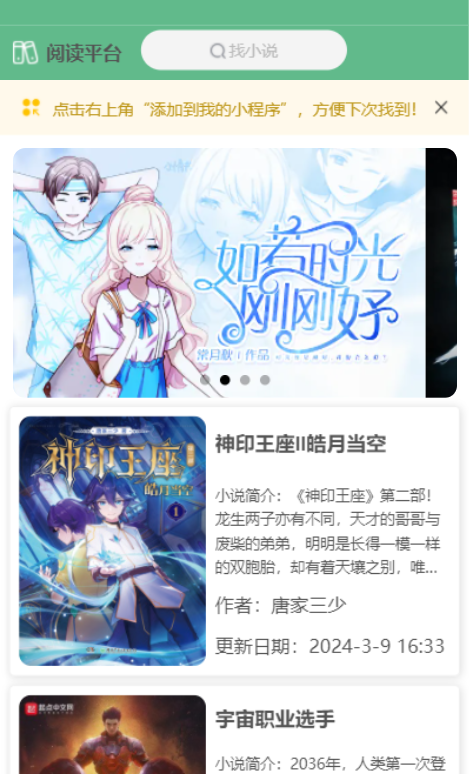 阅读平台
找小说
点击右上角“添加到我的小程序”，方便下次找到！
如若时光
刚刚好
神印王座
皓月当空
1
神印王座II皓月当空
小说简介：《神印王座》第二部！
龙生两子亦有不同，天才的哥哥与
废柴的弟弟，明明是长得一模一样
的双胞胎，却有着天壤之别，唯...
作者：唐家三少
更新日期：2024-3-9 16:33
起点中文网
宇宙职业选手
小说简介：2036年，人类第一次登